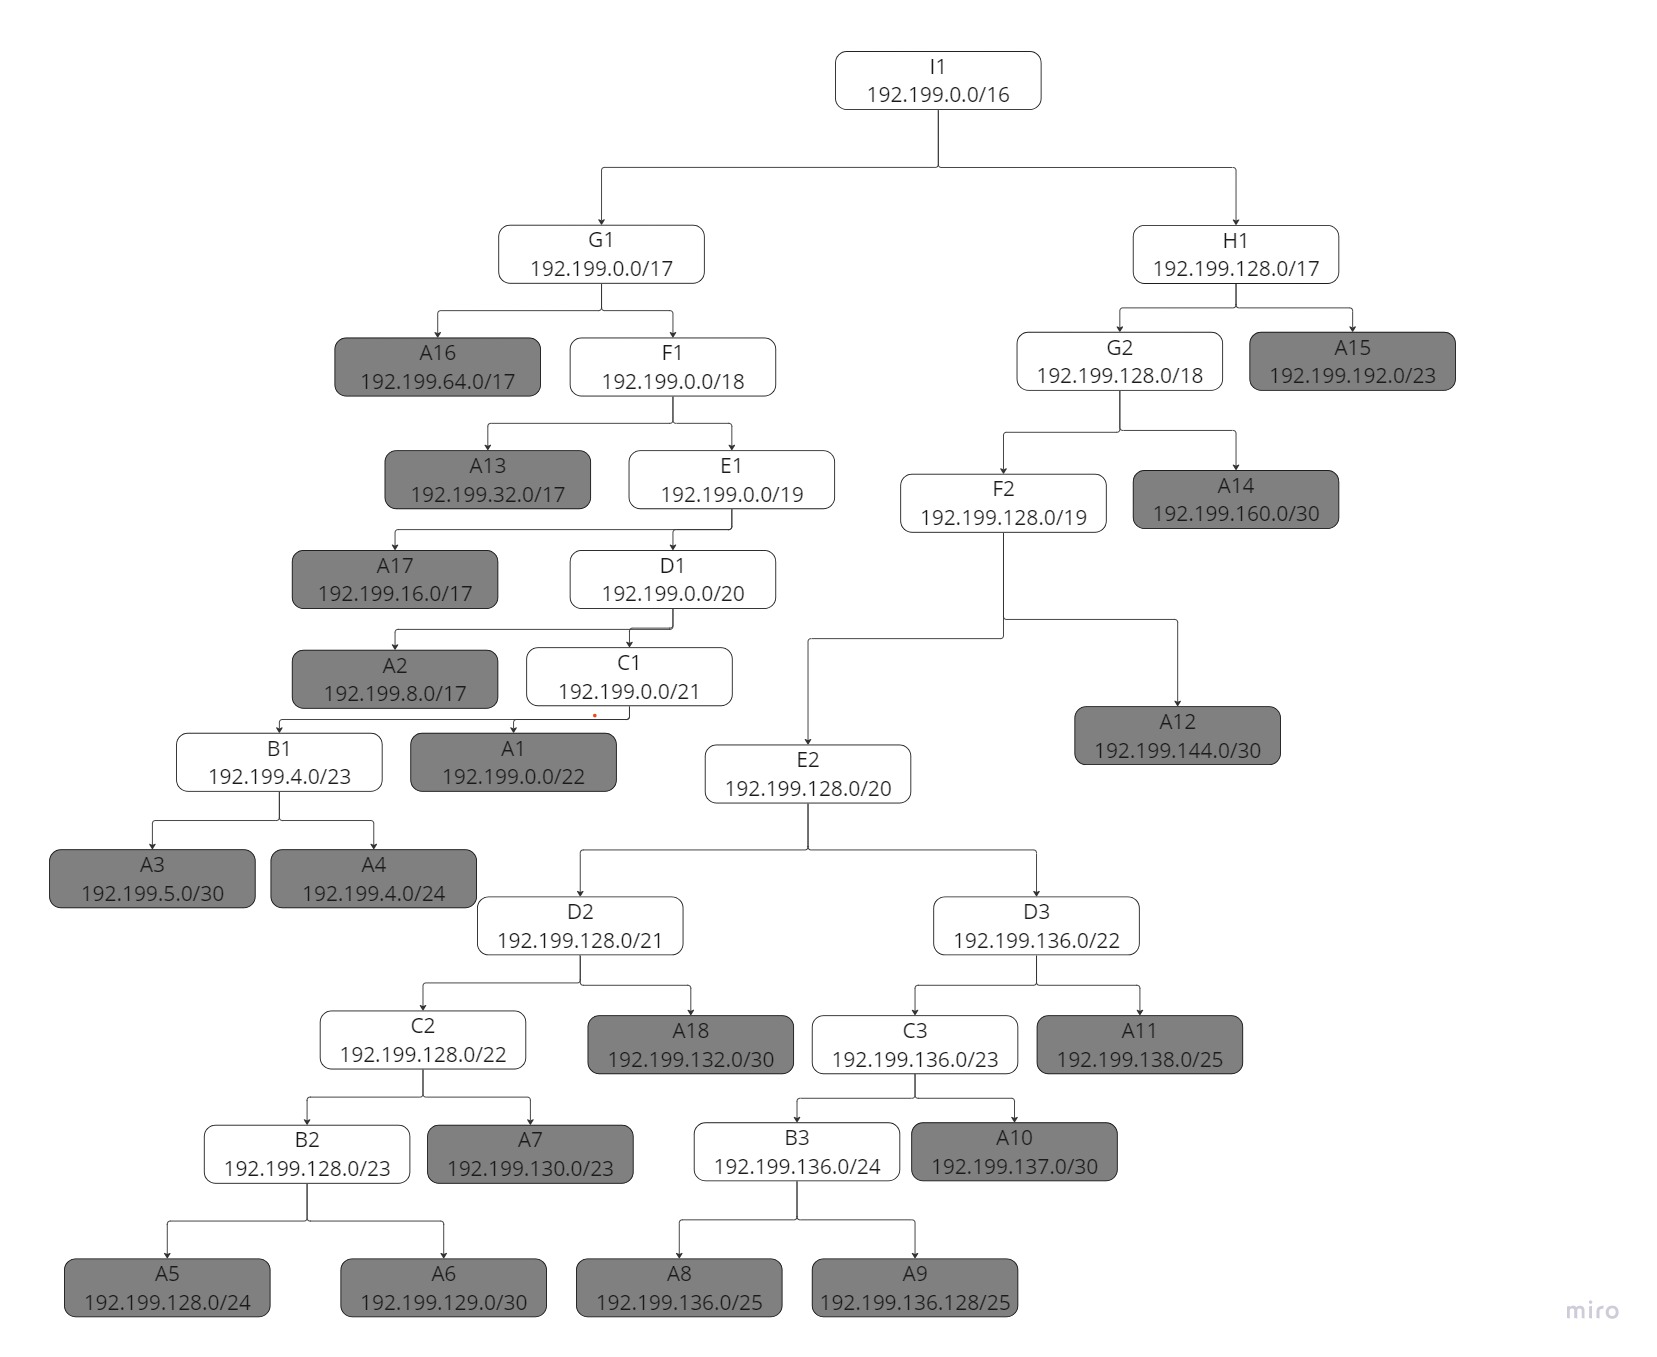 I1
192.199.0.0/16
G1
192.199.0.0/17
H1
192.199.128.0/17
A16
192.199.64.0/17
F1
192.199.0.0/18
G2
192.199.128.0/18
A15
192.199.192.0/23
A13
192.199.32.0/17
E1
192.199.0.0/19
F2
192.199.128.0/19
A14
192.199.160.0/30
A17
192.199.16.0/17
D1
192.199.0.0/20
A2
192.199.8.0/17
C1
192.199.0.0/21
A12
192.199.144.0/30
B1
192.199.4.0/23
A1
192.199.0.0/22
E2
192.199.128.0/20
A3
192.199.5.0/30
A4
192.199.4.0/24
D2
192.199.128.0/21
D3
192.199.136.0/22
C2
192.199.128.0/22
A18
192.199.132.0/30
C3
192.199.136.0/23
A11
192.199.138.0/25
B2
192.199.128.0/23
A7
192.199.130.0/23
B3
192.199.136.0/24
A10
192.199.137.0/30
A5
192.199.128.0/24
A6
192.199.129.0/30
A8
192.199.136.0/25
A9
192.199.136.128/25
miro